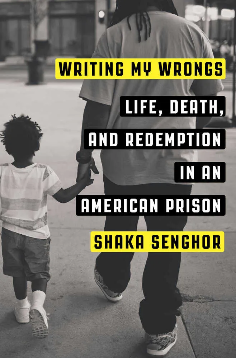 WRITING MY WRONGS
LIFE, DEATH,
AND REDEMPTION
IN AN
AMERICAN PRISON
SHAKA SENGHOR